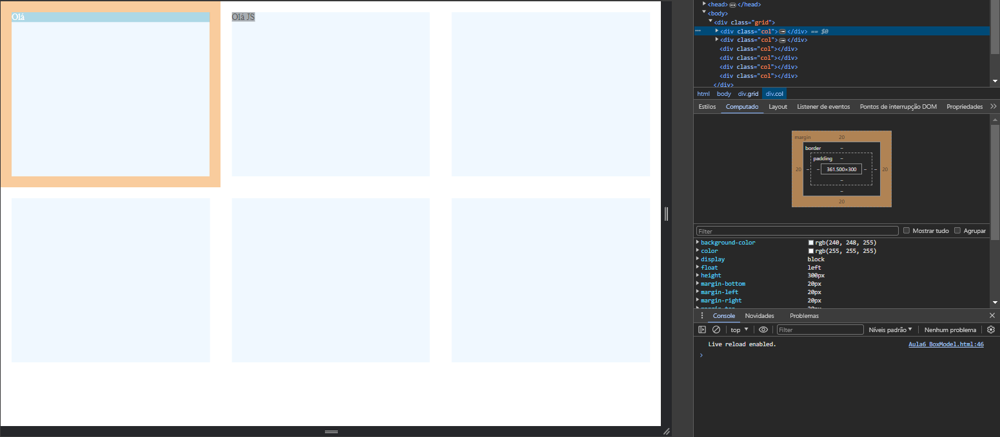 Olá
Olá JS
<head> </head>
<body>
<div class="grid">
<div class="col"> </div> == $0
<div class="col"> </div>
<div class="col"></div>
<div class="col"></div>
<div class="col"></div>
<div class="col"></div>
</div>
html body div.grid div.col
Estilos Computado Layout Listener de eventos Pontos de interrupção DOM Propriedades
margin 20
border –
padding –
20 – – 361.500×300 – – 20
–
–
20
Filter Mostrar tudo Agrupar
background-color rgb(240, 248, 255)
color rgb(255, 255, 255)
display block
float left
height 300px
margin-bottom 20px
margin-left 20px
margin-right 20px
Console Novidades Problemas
top Filter Níveis padrão Nenhum problema
Live reload enabled. Aula6 BoxModel.html:46